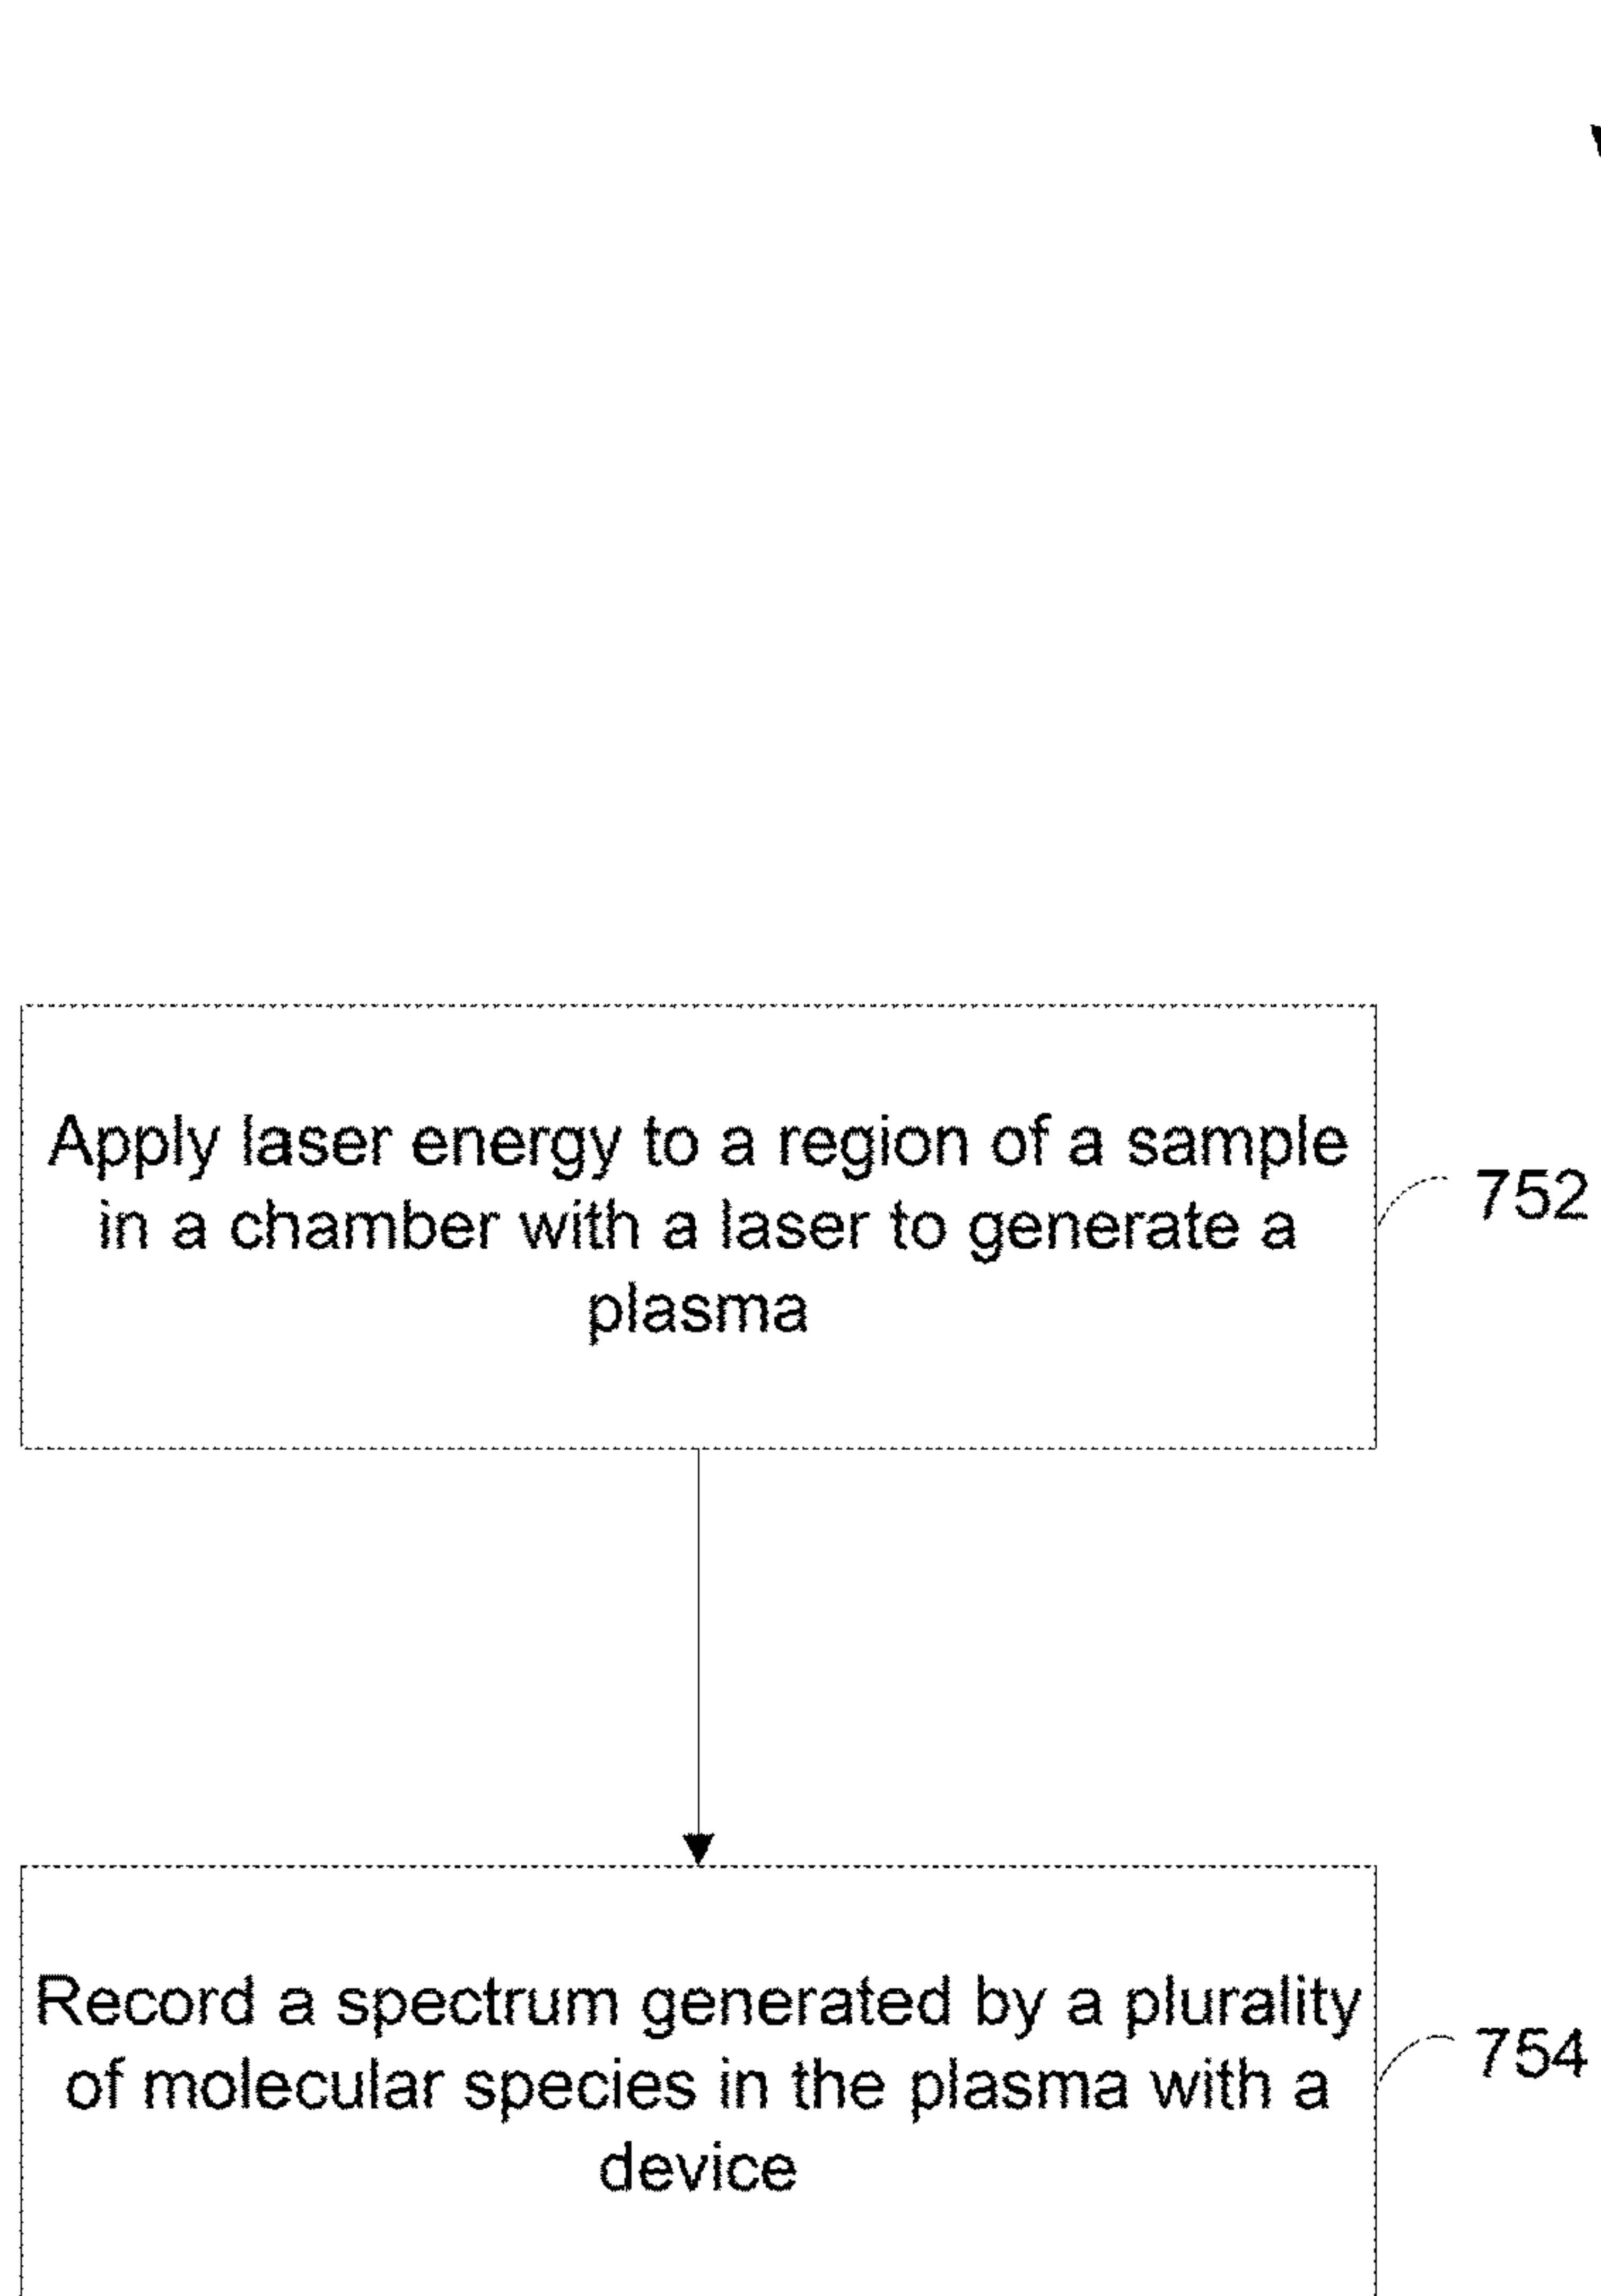 Apply laser energy to a region of a sample
in a chamber with a laser to generate a
plasma
752
Record a spectrum generated by a plurality
of molecular species in the plasma with a
device
754